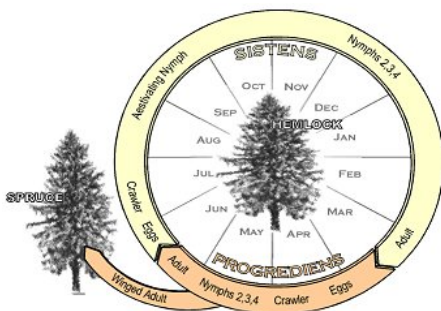 Nymphs 2,3,4
SISTENS
Aestivating Nymph
OCT
NOV
SEP
DEC
HEMLOCK
AUG
JAN
SPRUCE
JUL
FEB
Crawler
Eggs
JUN
MAR
MAY
APR
Adult
Adult
PROGREDIENS
Nymphs 2,3,4
Crawler
Eggs
Winged Adult